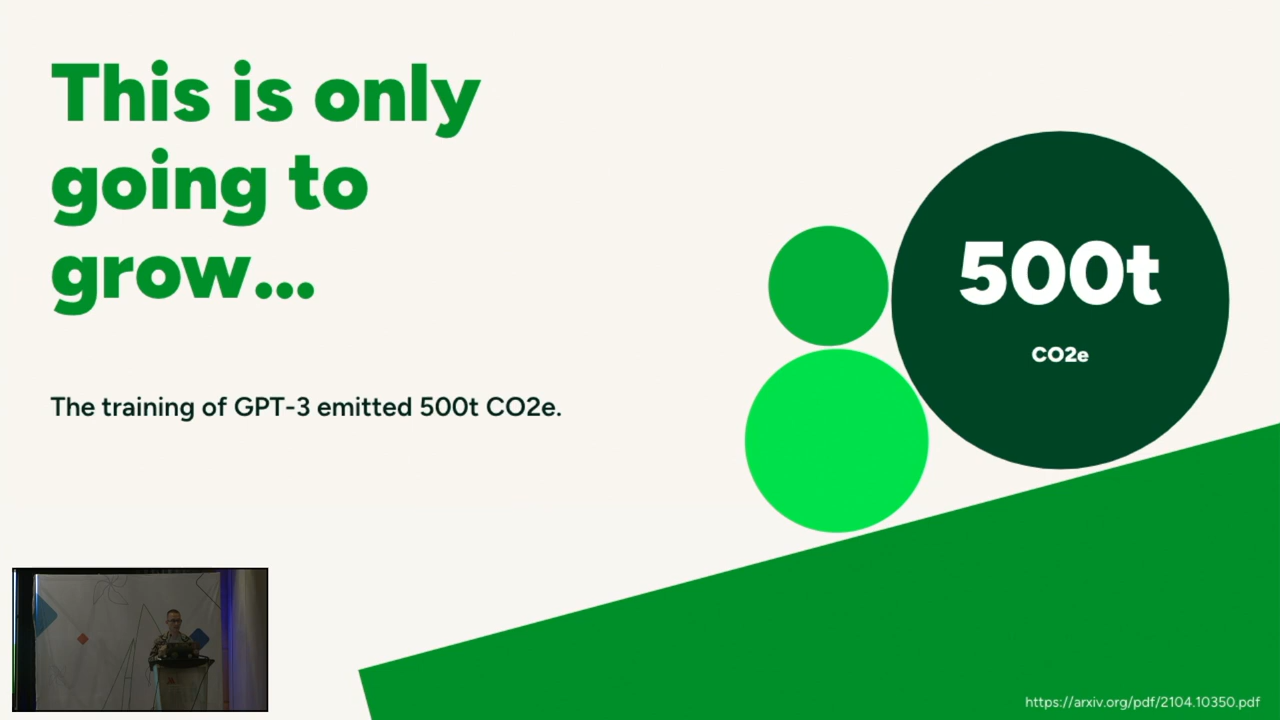 This is only
going to
grow...
The training of GPT-3 emitted 500t CO2e.
500t
CO2e
https://arxiv.org/pdf/2104.10350.pdf